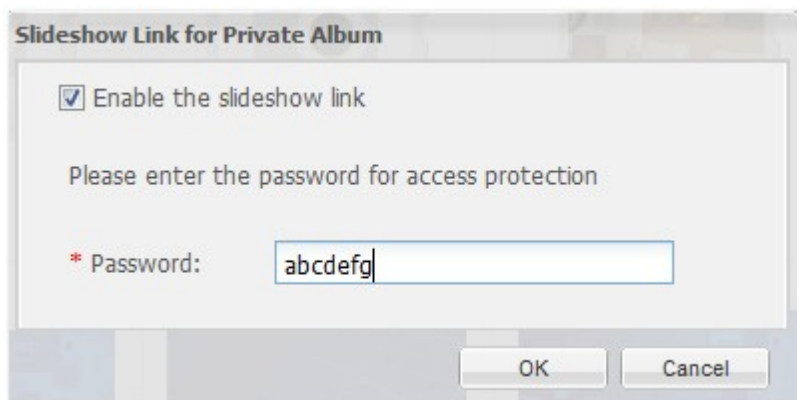 Slideshow Link for Private Album
Enable the slideshow link
Please enter the password for access protection
* Password: abcdefg
OK Cancel